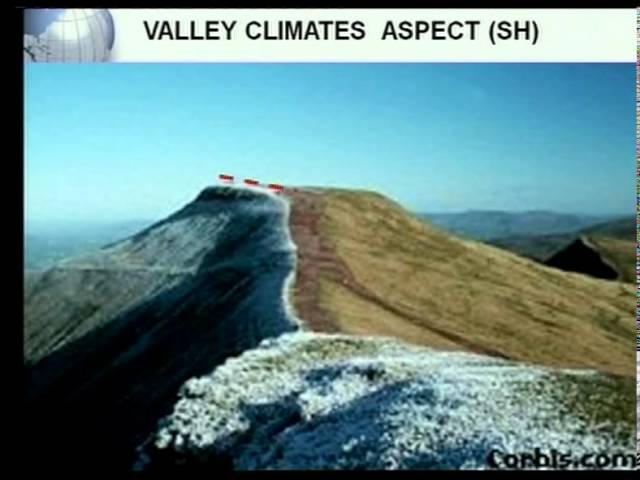 VALLEY CLIMATES ASPECT (SH)
Corbis.com